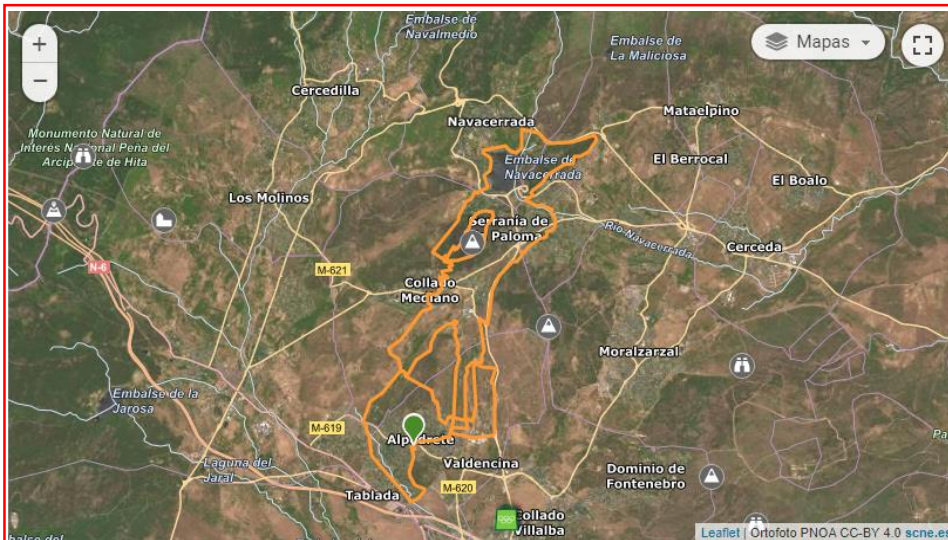 +
−
Embalse de
Navalmedio
Embalse de
La Maliciosa
Mapas
Cercedilla
Navacerrada
Mataelpino
Monumento Natural de
Interés Nacional Peña del
Arcipreste de Hita
Embalse de
Navacerrada
El Berrocal
El Boalo
Los Molinos
Serranía de
Paloma
Río Navacerrada
Cerceda
N-6
M-621
Collado
Mediano
Moralzarzal
Embalse de la
Jarosa
M-619
Alpedrete
Valdencina
Laguna del
Jaral
Dominio de
Fontenebro
Tablada
M-620
Collado
Villalba
Leaflet | Ortofoto PNOA CC-BY 4.0 scne.es